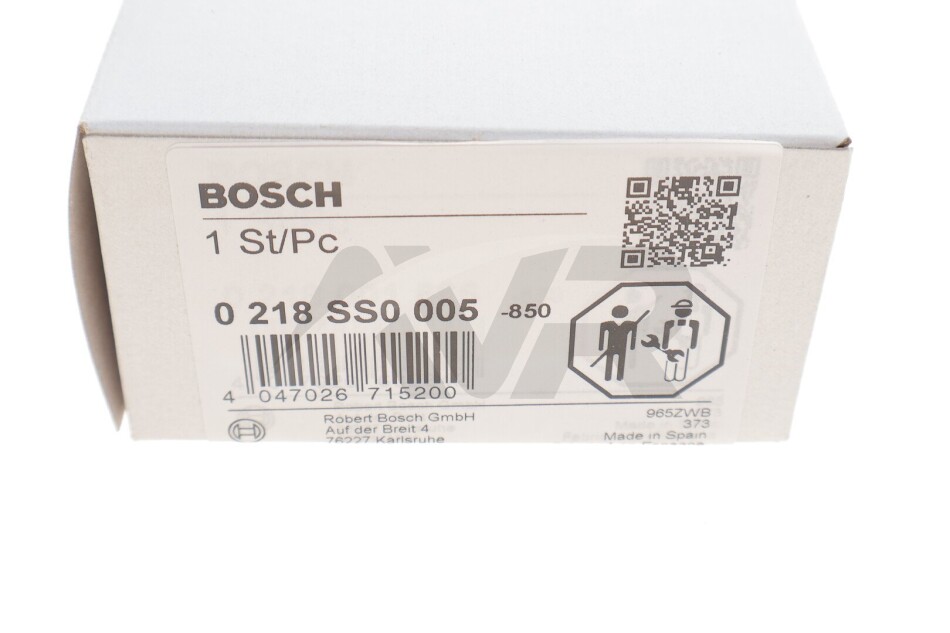 BOSCH
1 St/Pc
0 218 SS0 005 -850
4 047026 715200
Robert Bosch GmbH
Auf der Breit 4
76227 Karlsruhe
965ZWB
373
Made in Spain
NR